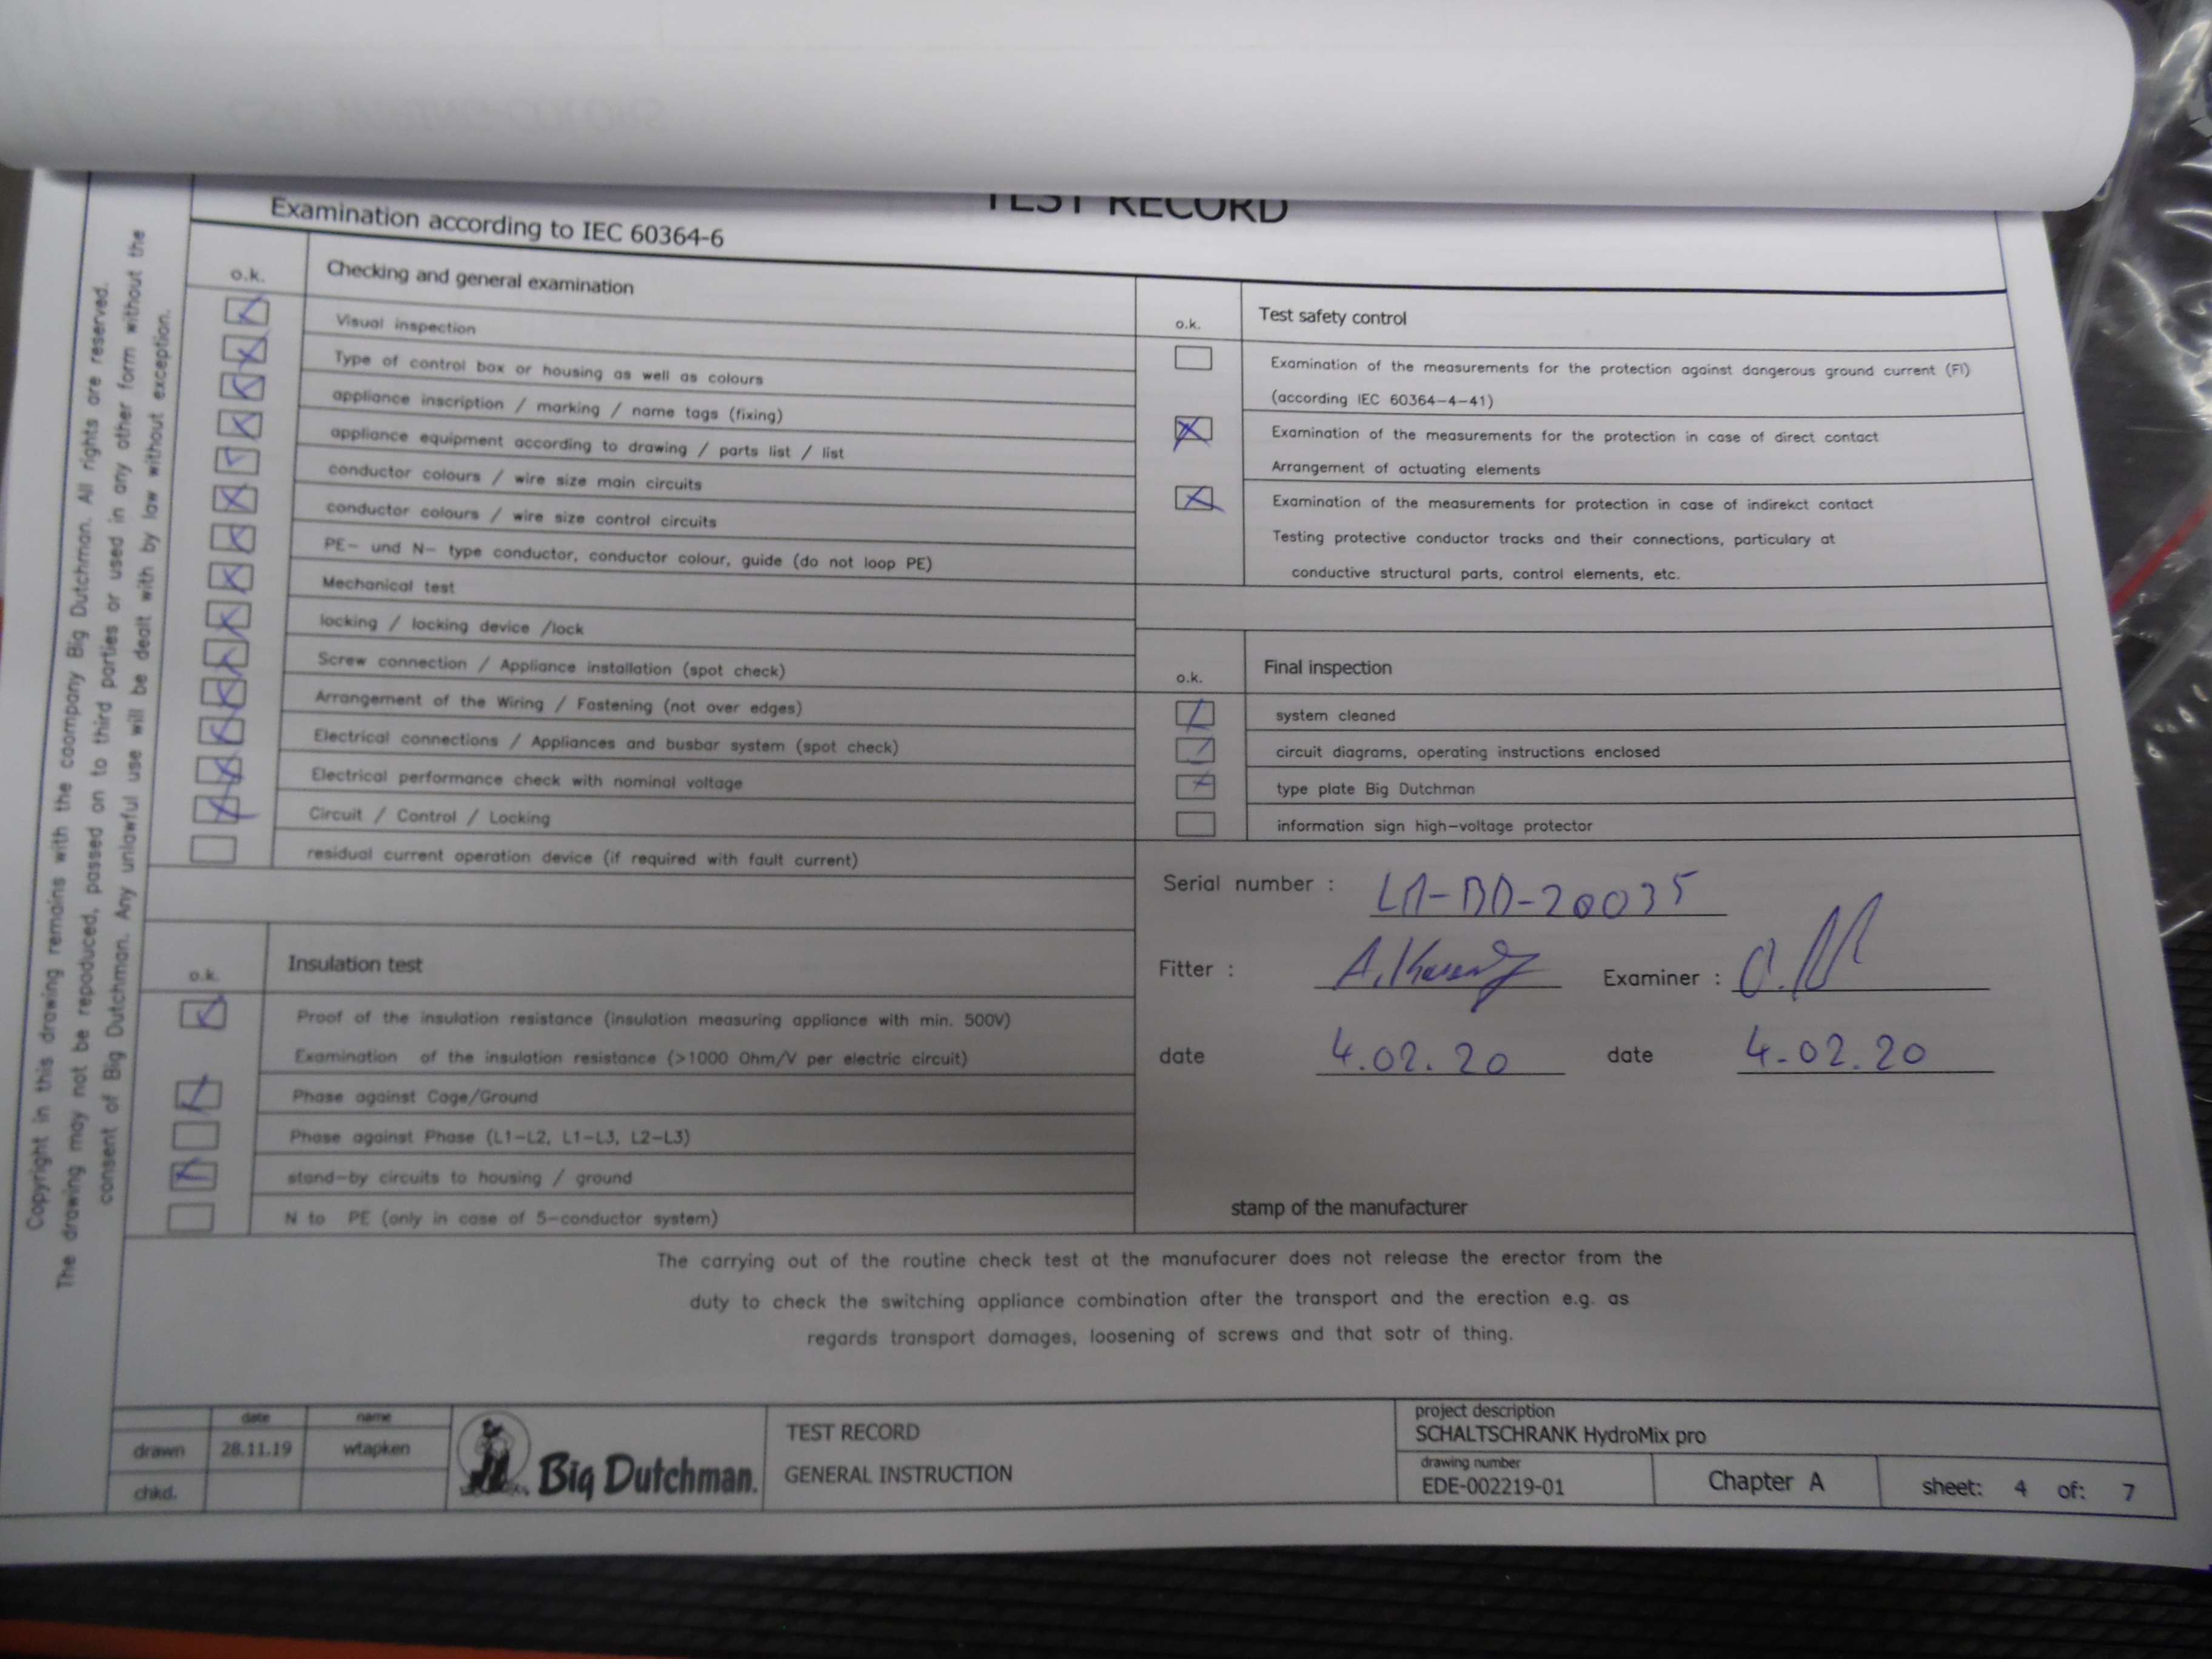 TEST RECORD
Examination according to IEC 60364-6
o.k. Checking and general examination
Visual inspection
Type of control box or housing as well as colours
appliance inscription / marking / name tags (fixing)
appliance equipment according to drawing / parts list / list
conductor colours / wire size main circuits
conductor colours / wire size control circuits
PE- und N- type conductor, conductor colour, guide (do not loop PE)
Mechanical test
locking / locking device /lock
Screw connection / Appliance installation (spot check)
Arrangement of the Wiring / Fastening (not over edges)
Electrical connections / Appliances and busbar system (spot check)
Electrical performance check with nominal voltage
Circuit / Control / Locking
residual current operation device (if required with fault current)
o.k. Insulation test
Proof of the insulation resistance (insulation measuring appliance with min. 500V)
Examination of the insulation resistance (>1000 Ohm/V per electric circuit)
Phase against Cage/Ground
Phase against Phase (L1-L2, L1-L3, L2-L3)
stand-by circuits to housing / ground
N to PE (only in case of 5-conductor system)
o.k. Test safety control
Examination of the measurements for the protection against dangerous ground current (FI)
(according IEC 60364-4-41)
Examination of the measurements for the protection in case of direct contact
Arrangement of actuating elements
Examination of the measurements for protection in case of indirekct contact
Testing protective conductor tracks and their connections, particulary at
conductive structural parts, control elements, etc.
o.k. Final inspection
system cleaned
circuit diagrams, operating instructions enclosed
type plate Big Dutchman
information sign high-voltage protector
Serial number : LA-BD-20035
Fitter : Examiner :
date 4.02.20 date 4.02.20
stamp of the manufacturer
The carrying out of the routine check test at the manufacurer does not release the erector from the
duty to check the switching appliance combination after the transport and the erection e.g. as
regards transport damages, loosening of screws and that sotr of thing.
Copyright in this drawing remains with the caompany Big Dutchman. All rights are reserved.
The drawing may not be repoduced, passed on to third parties or used in any other form without the
consent of Big Dutchman. Any unlawful use will be dealt with by law without exception.
date name
drawn 28.11.19 wtapken
chkd.
Big Dutchman.
TEST RECORD
GENERAL INSTRUCTION
project description
SCHALTSCHRANK HydroMix pro
drawing number
EDE-002219-01
Chapter A
sheet: 4 of: 7